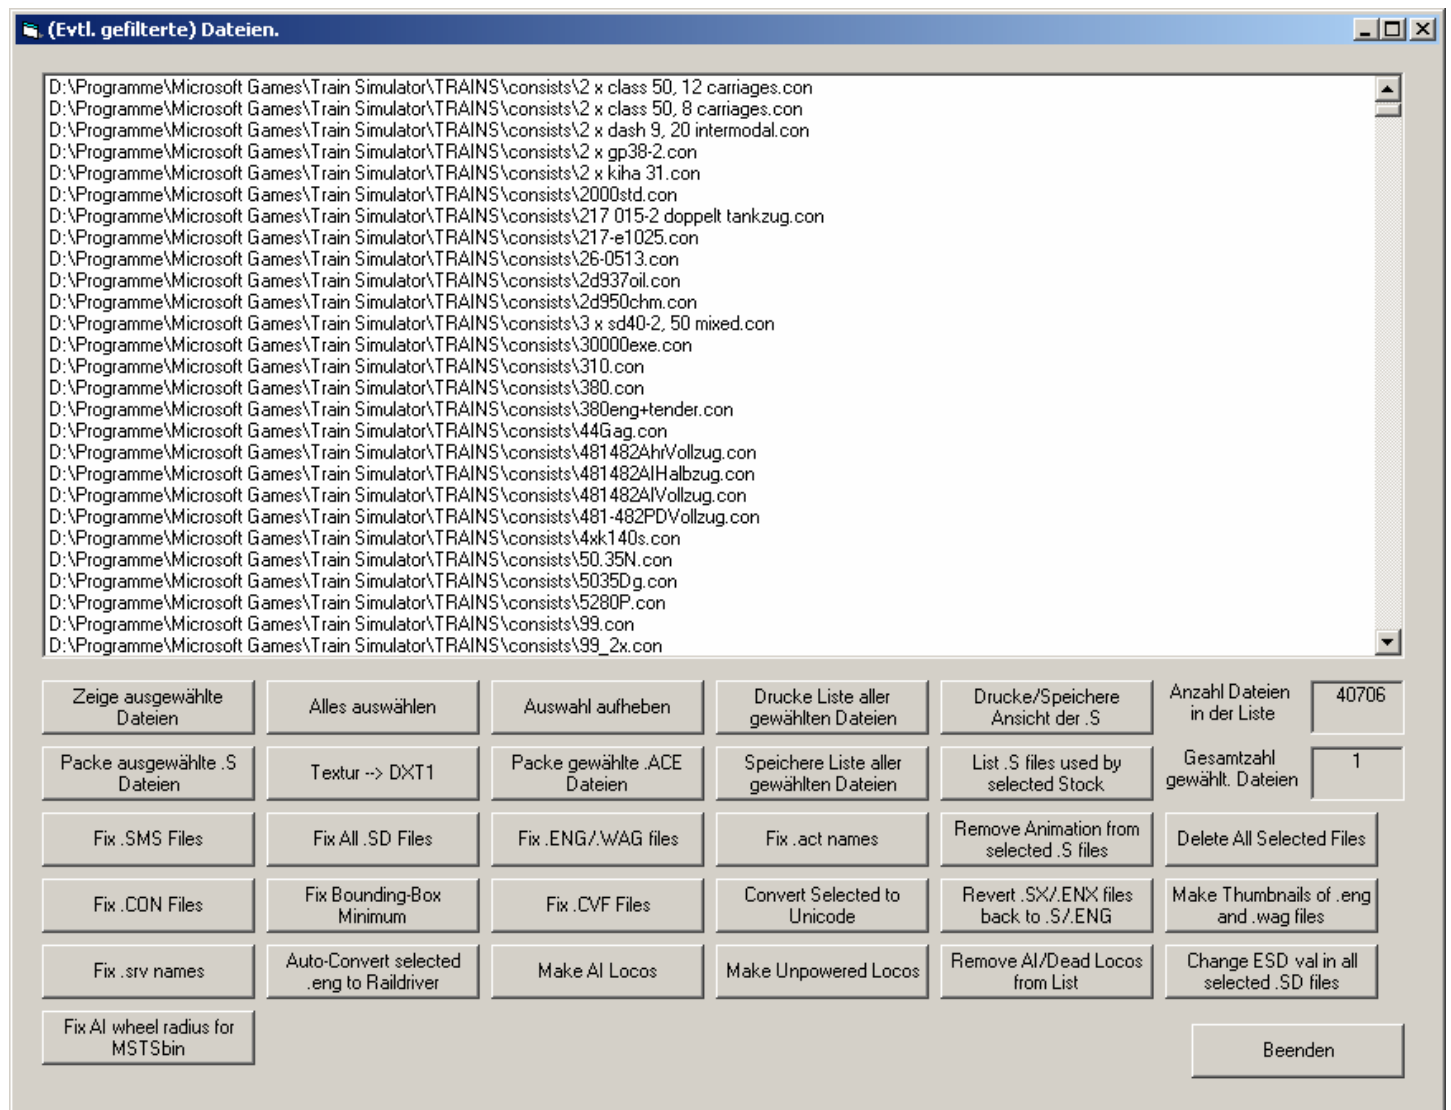 (Evtl. gefilterte) Dateien.
D:\Programme\Microsoft Games\Train Simulator\TRAINS\consists\2 x class 50, 12 carriages.con
D:\Programme\Microsoft Games\Train Simulator\TRAINS\consists\2 x class 50, 8 carriages.con
D:\Programme\Microsoft Games\Train Simulator\TRAINS\consists\2 x dash 9, 20 intermodal.con
D:\Programme\Microsoft Games\Train Simulator\TRAINS\consists\2 x gp38-2.con
D:\Programme\Microsoft Games\Train Simulator\TRAINS\consists\2 x kiha 31.con
D:\Programme\Microsoft Games\Train Simulator\TRAINS\consists\2000std.con
D:\Programme\Microsoft Games\Train Simulator\TRAINS\consists\217 015-2 doppelt tankzug.con
D:\Programme\Microsoft Games\Train Simulator\TRAINS\consists\217-e1025.con
D:\Programme\Microsoft Games\Train Simulator\TRAINS\consists\26-0513.con
D:\Programme\Microsoft Games\Train Simulator\TRAINS\consists\2d937oil.con
D:\Programme\Microsoft Games\Train Simulator\TRAINS\consists\2d950chm.con
D:\Programme\Microsoft Games\Train Simulator\TRAINS\consists\3 x sd40-2, 50 mixed.con
D:\Programme\Microsoft Games\Train Simulator\TRAINS\consists\30000exe.con
D:\Programme\Microsoft Games\Train Simulator\TRAINS\consists\310.con
D:\Programme\Microsoft Games\Train Simulator\TRAINS\consists\380.con
D:\Programme\Microsoft Games\Train Simulator\TRAINS\consists\380eng+tender.con
D:\Programme\Microsoft Games\Train Simulator\TRAINS\consists\44Gag.con
D:\Programme\Microsoft Games\Train Simulator\TRAINS\consists\481482AhrVollzug.con
D:\Programme\Microsoft Games\Train Simulator\TRAINS\consists\481482AIHalbzug.con
D:\Programme\Microsoft Games\Train Simulator\TRAINS\consists\481482AIVollzug.con
D:\Programme\Microsoft Games\Train Simulator\TRAINS\consists\481-482PDVollzug.con
D:\Programme\Microsoft Games\Train Simulator\TRAINS\consists\4xk140s.con
D:\Programme\Microsoft Games\Train Simulator\TRAINS\consists\50.35N.con
D:\Programme\Microsoft Games\Train Simulator\TRAINS\consists\5035Dg.con
D:\Programme\Microsoft Games\Train Simulator\TRAINS\consists\5280P.con
D:\Programme\Microsoft Games\Train Simulator\TRAINS\consists\99.con
D:\Programme\Microsoft Games\Train Simulator\TRAINS\consists\99_2x.con
Zeige ausgewählte
Dateien
Alles auswählen
Auswahl aufheben
Drucke Liste aller
gewählten Dateien
Drucke/Speichere
Ansicht der .S
Anzahl Dateien
in der Liste
40706
Packe ausgewählte .S
Dateien
Textur --> DXT1
Packe gewählte .ACE
Dateien
Speichere Liste aller
gewählten Dateien
List .S files used by
selected Stock
Gesamtzahl
gewählt. Dateien
1
Fix .SMS Files
Fix All .SD Files
Fix .ENG/.WAG files
Fix .act names
Remove Animation from
selected .S files
Delete All Selected Files
Fix .CON Files
Fix Bounding-Box
Minimum
Fix .CVF Files
Convert Selected to
Unicode
Revert .SX/.ENX files
back to .S/.ENG
Make Thumbnails of .eng
and .wag files
Fix .srv names
Auto-Convert selected
.eng to Raildriver
Make AI Locos
Make Unpowered Locos
Remove AI/Dead Locos
from List
Change ESD val in all
selected .SD files
Fix AI wheel radius for
MSTSbin
Beenden